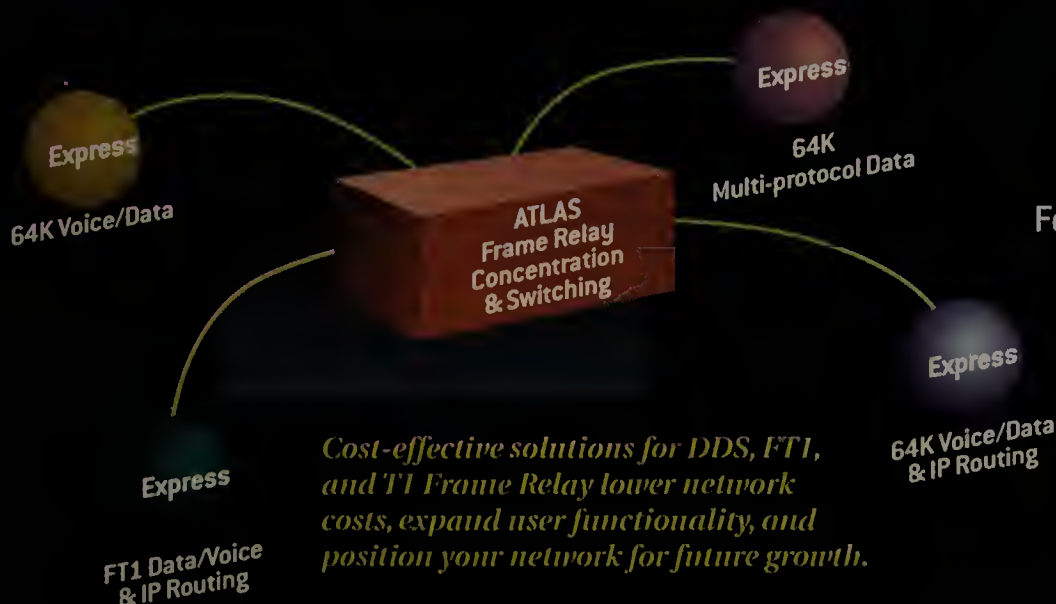 Express
64K
Multi-protocol Data
Express
64K Voice/Data
ATLAS
Frame Relay
Concentration
& Switching
Express
64K Voice/Data
& IP Routing
Express
FT1 Data/Voice
& IP Routing
Cost-effective solutions for DDS, FT1,
and T1 Frame Relay lower network
costs, expand user functionality, and
position your network for future growth.